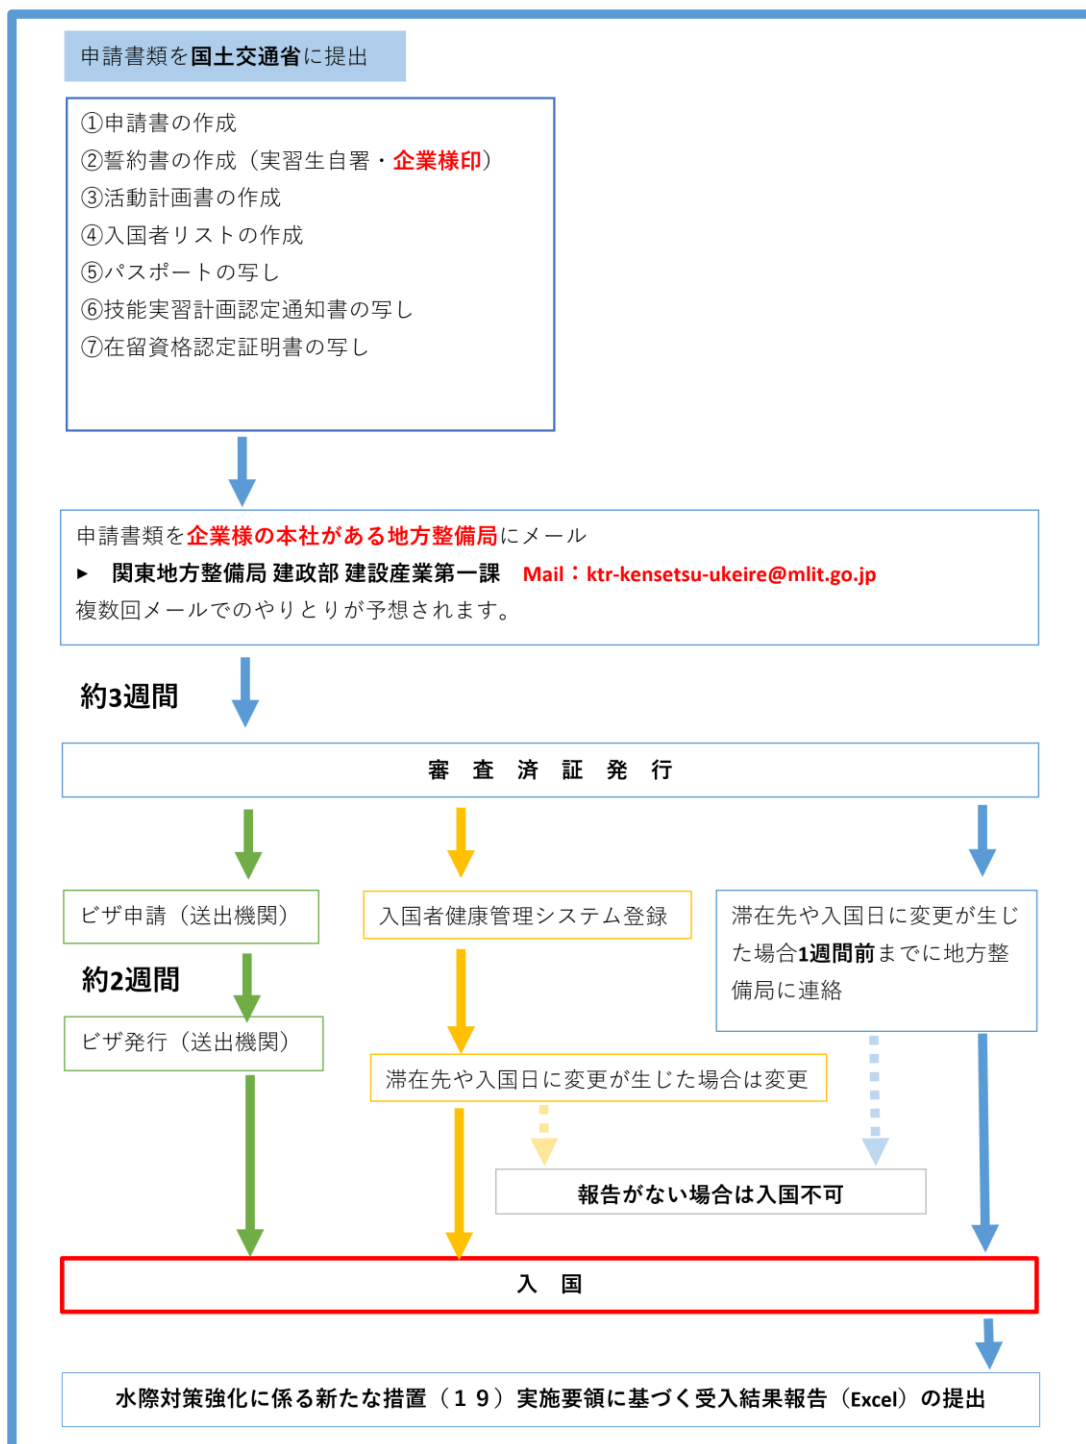 申請書類を国土交通省に提出
①申請書の作成
②誓約書の作成（実習生自署・企業様印）
③活動計画書の作成
④入国者リストの作成
⑤パスポートの写し
⑥技能実習計画認定通知書の写し
⑦在留資格認定証明書の写し
申請書類を企業様の本社がある地方整備局にメール
▶ 関東地方整備局 建政部 建設産業第一課 Mail：ktr-kensetsu-ukeire@mlit.go.jp
複数回メールでのやりとりが予想されます。
約3週間
審 査 済 証 発 行
ビザ申請（送出機関）
約2週間
ビザ発行（送出機関）
入国者健康管理システム登録
滞在先や入国日に変更が生じた場合は変更
滞在先や入国日に変更が生じ
た場合1週間前までに地方整
備局に連絡
報告がない場合は入国不可
入 国
水際対策強化に係る新たな措置（１９）実施要領に基づく受入結果報告（Excel）の提出